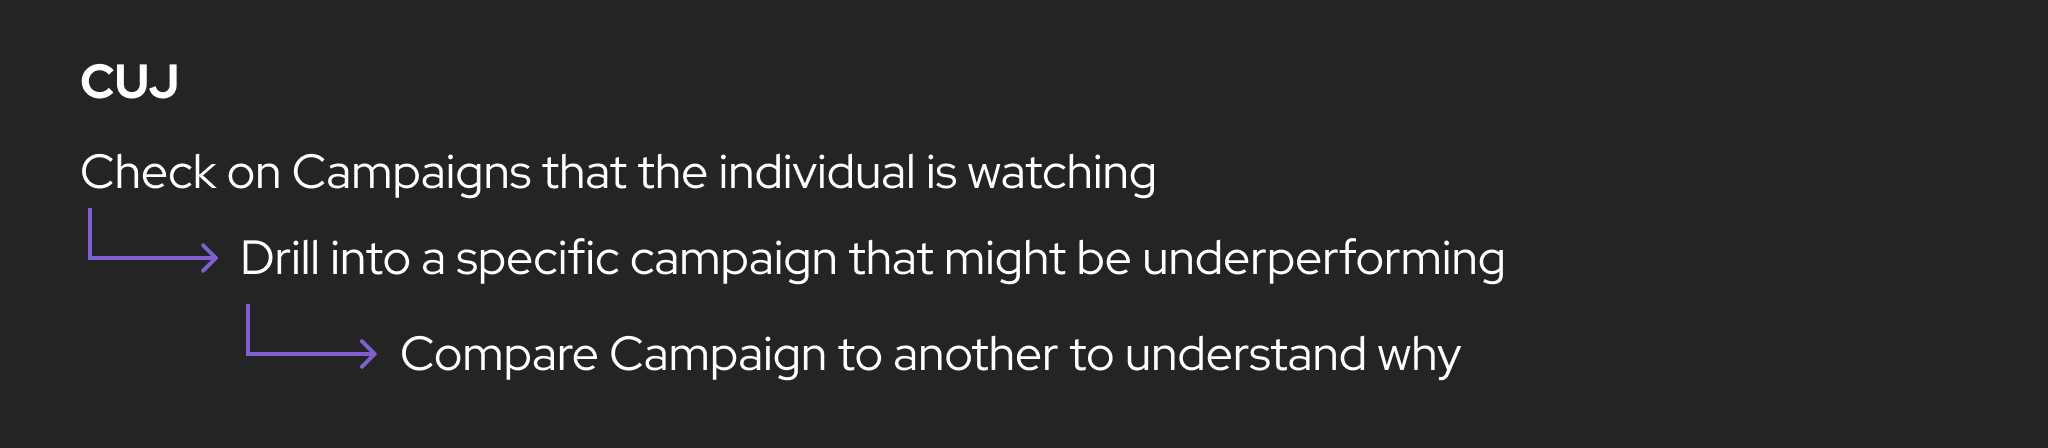 CUJ
Check on Campaigns that the individual is watching
Drill into a specific campaign that might be underperforming
Compare Campaign to another to understand why